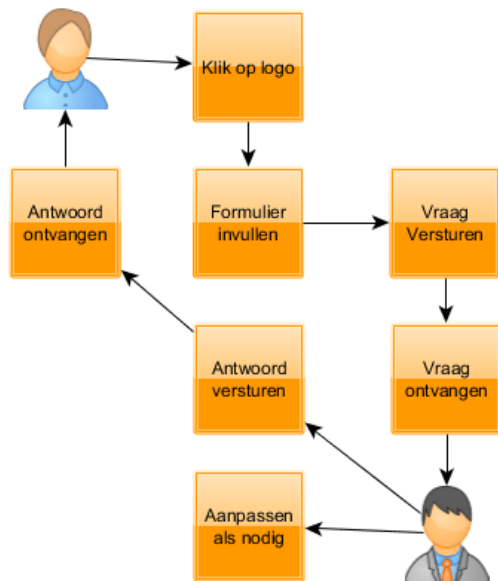 Klik op logo
Antwoord
ontvangen
Formulier
invullen
Vraag
Versturen
Antwoord
versturen
Vraag
ontvangen
Aanpassen
als nodig